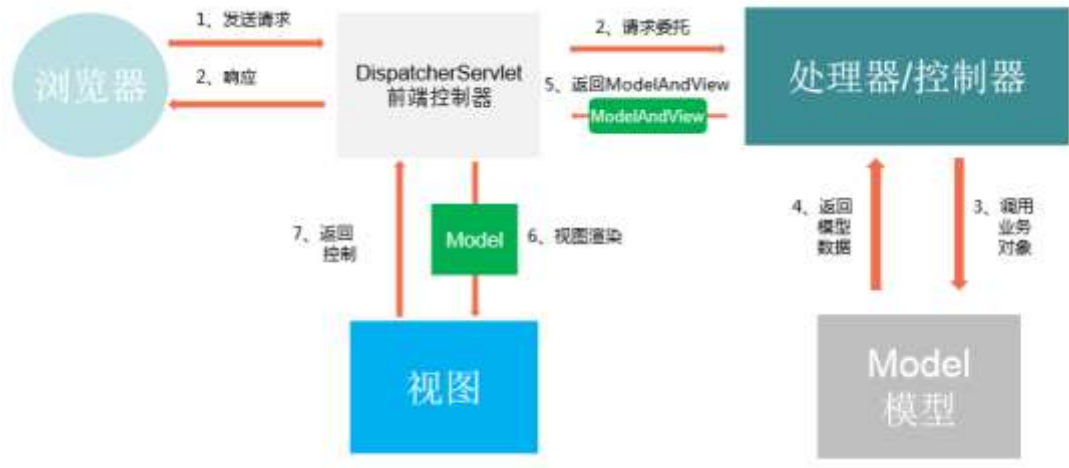 1、发送请求
浏览器
2、响应
DispatcherServlet
前端控制器
2、请求委托
5、返回ModelAndView
ModelAndView
处理器/控制器
7、返回
控制
Model
6、视图渲染
4、返回
模型
数据
3、调用
业务
对象
视图
Model
模型